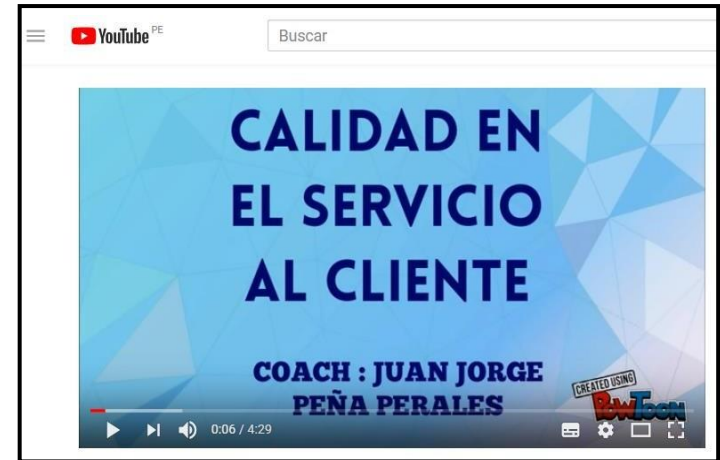 YouTube PE
Buscar
CALIDAD EN
EL SERVICIO
AL CLIENTE
COACH : JUAN JORGE
PEÑA PERALES
CREATED USING
POWTOON
0:06 / 4:29